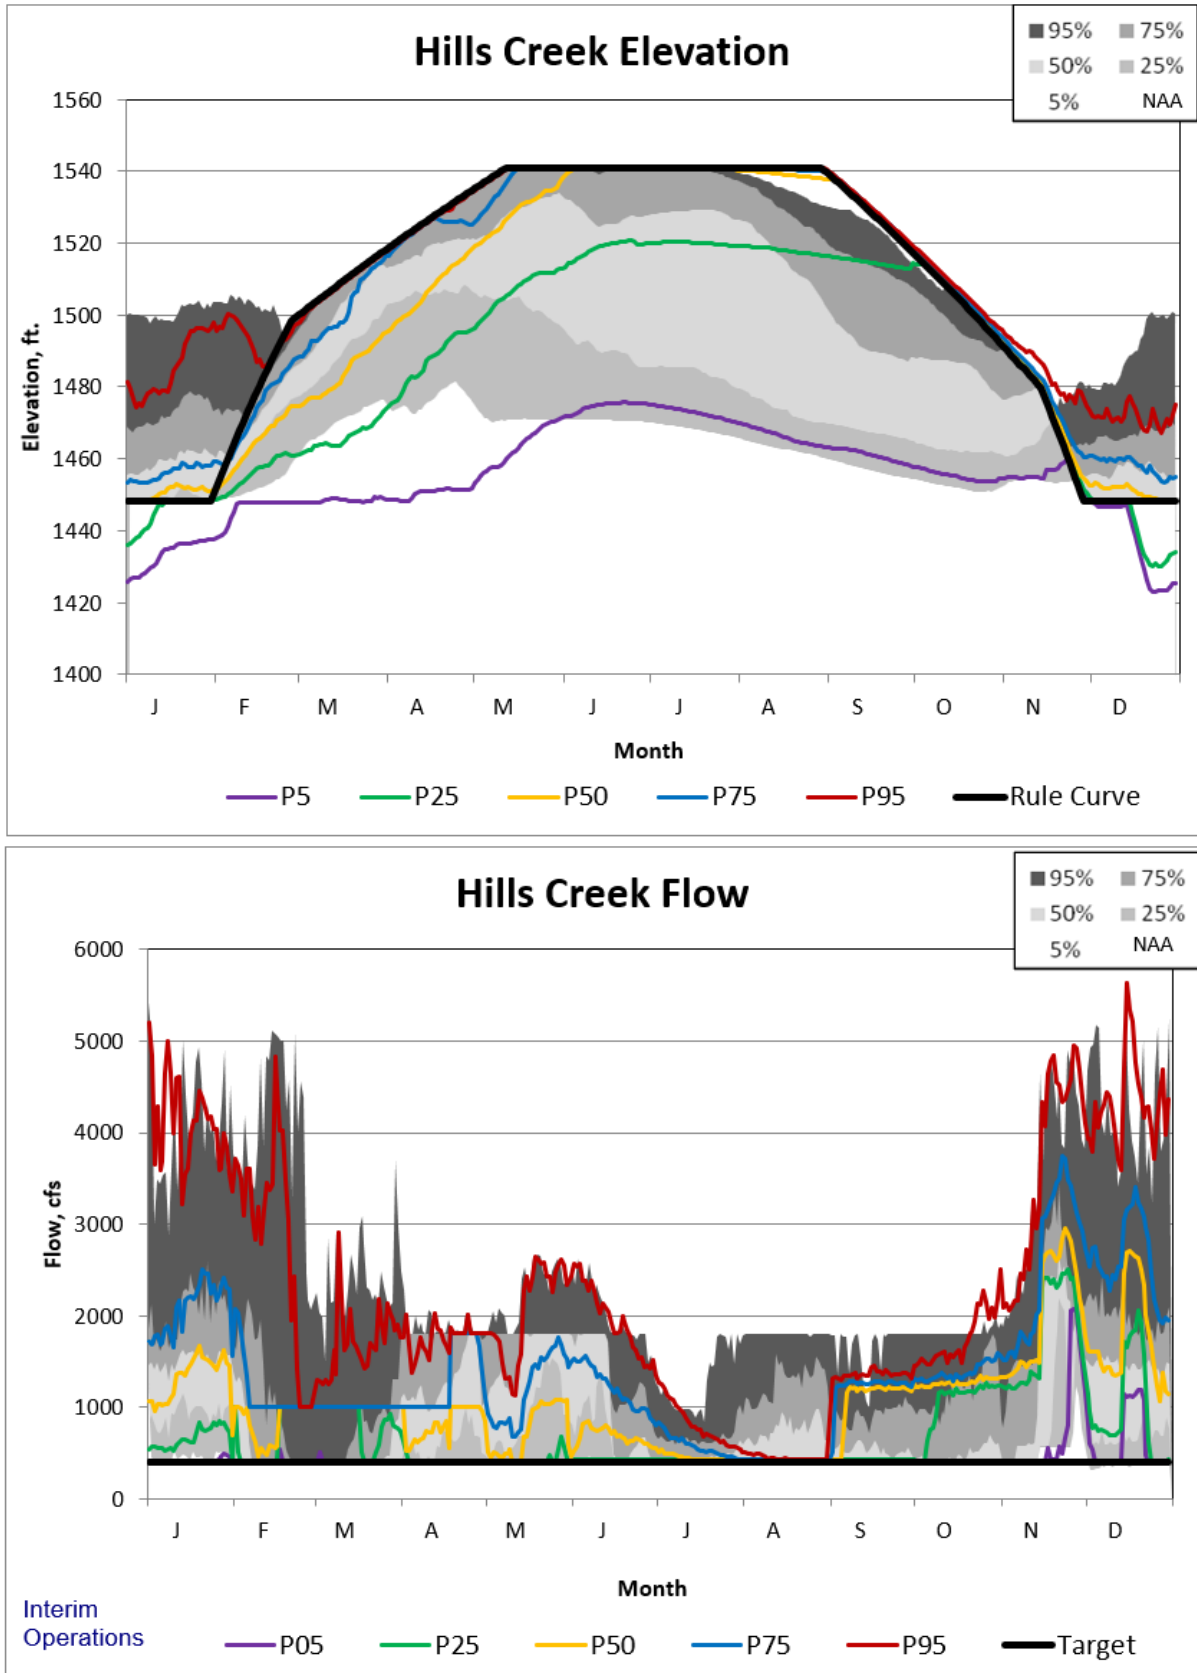 Hills Creek Elevation
95% 75%
50% 25%
5% NAA
1560
1540
1520
1500
1480
1460
1440
1420
1400
Elevation, ft.
J F M A M J J A S O N D
Month
P5 P25 P50 P75 P95 Rule Curve
Hills Creek Flow
95% 75%
50% 25%
5% NAA
6000
5000
4000
3000
2000
1000
0
Flow, cfs
J F M A M J J A S O N D
Month
Interim
Operations
P05 P25 P50 P75 P95 Target